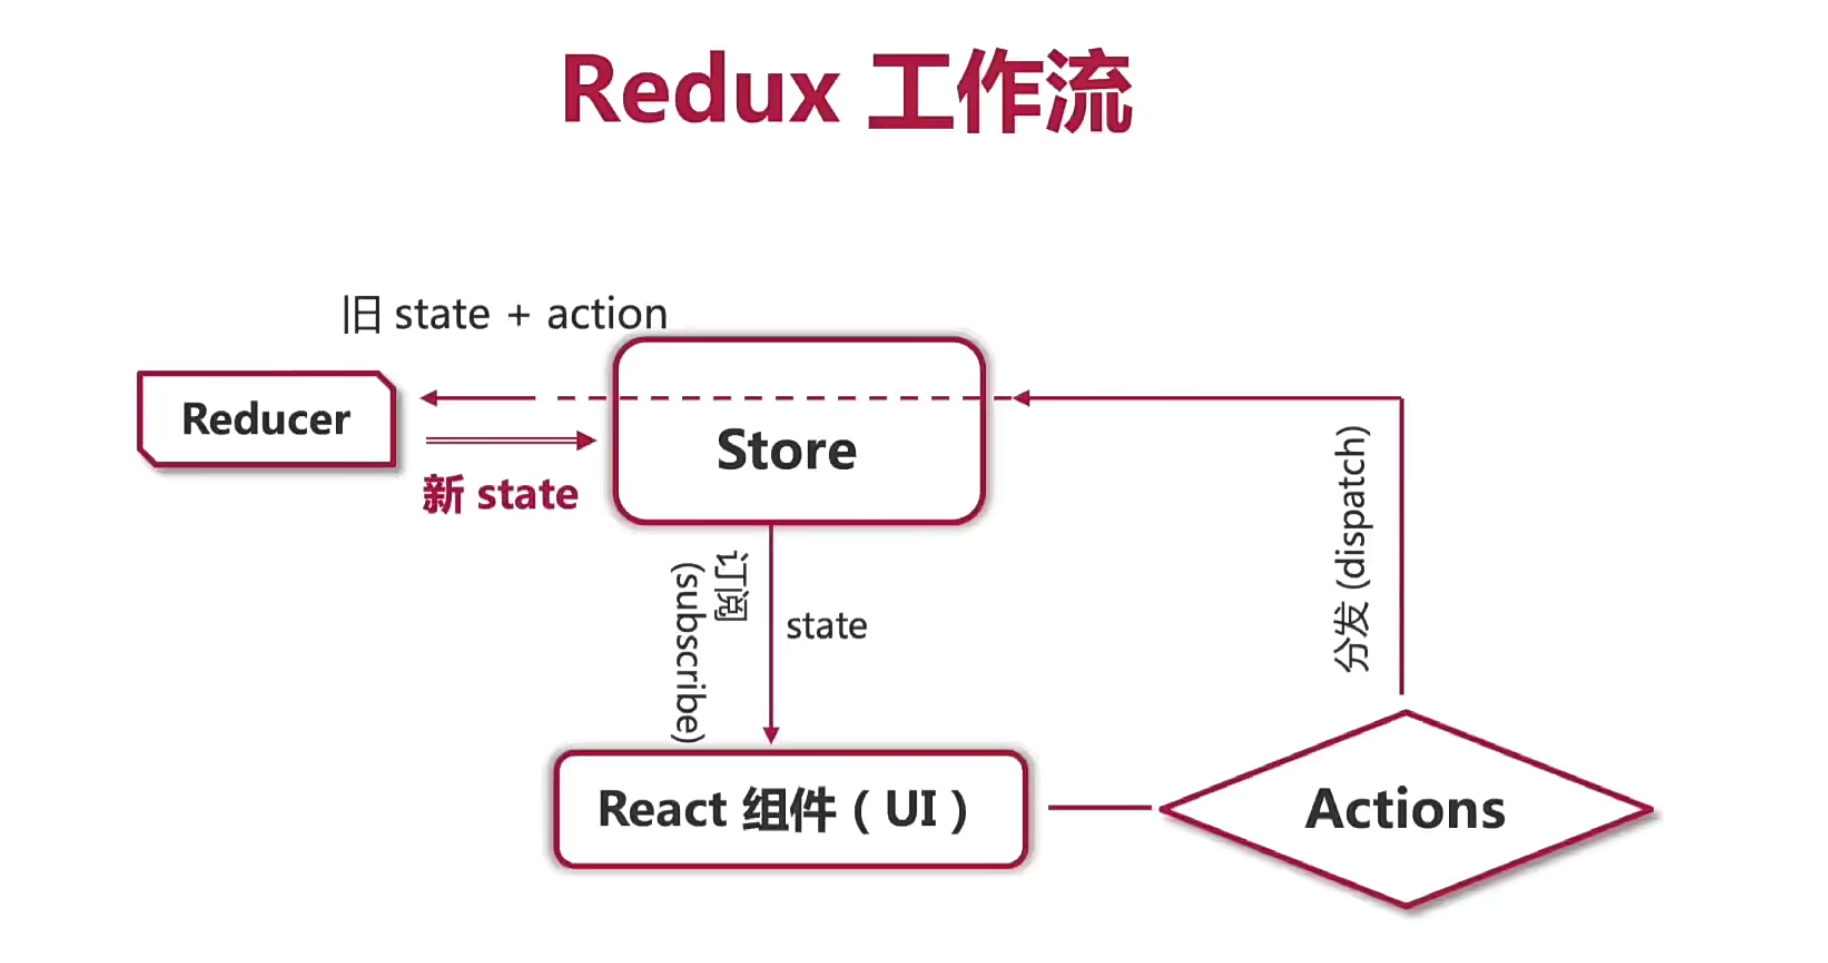 Redux 工作流
旧 state + action
Reducer
Store
新 state
订阅
(subscribe)
state
分发 (dispatch)
React 组件（UI）
Actions